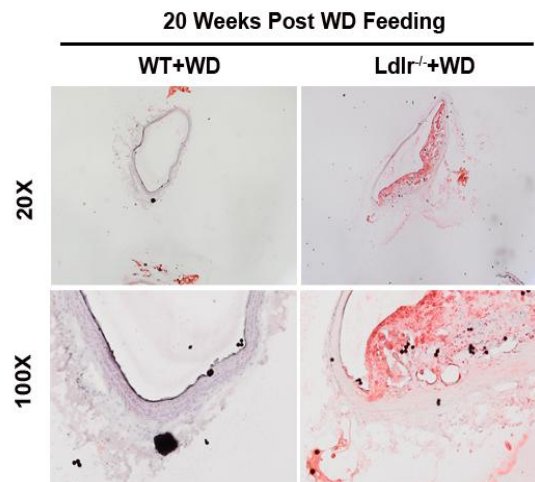 20 Weeks Post WD Feeding
WT+WD
Ldlr⁻/⁻+WD
20X
100X